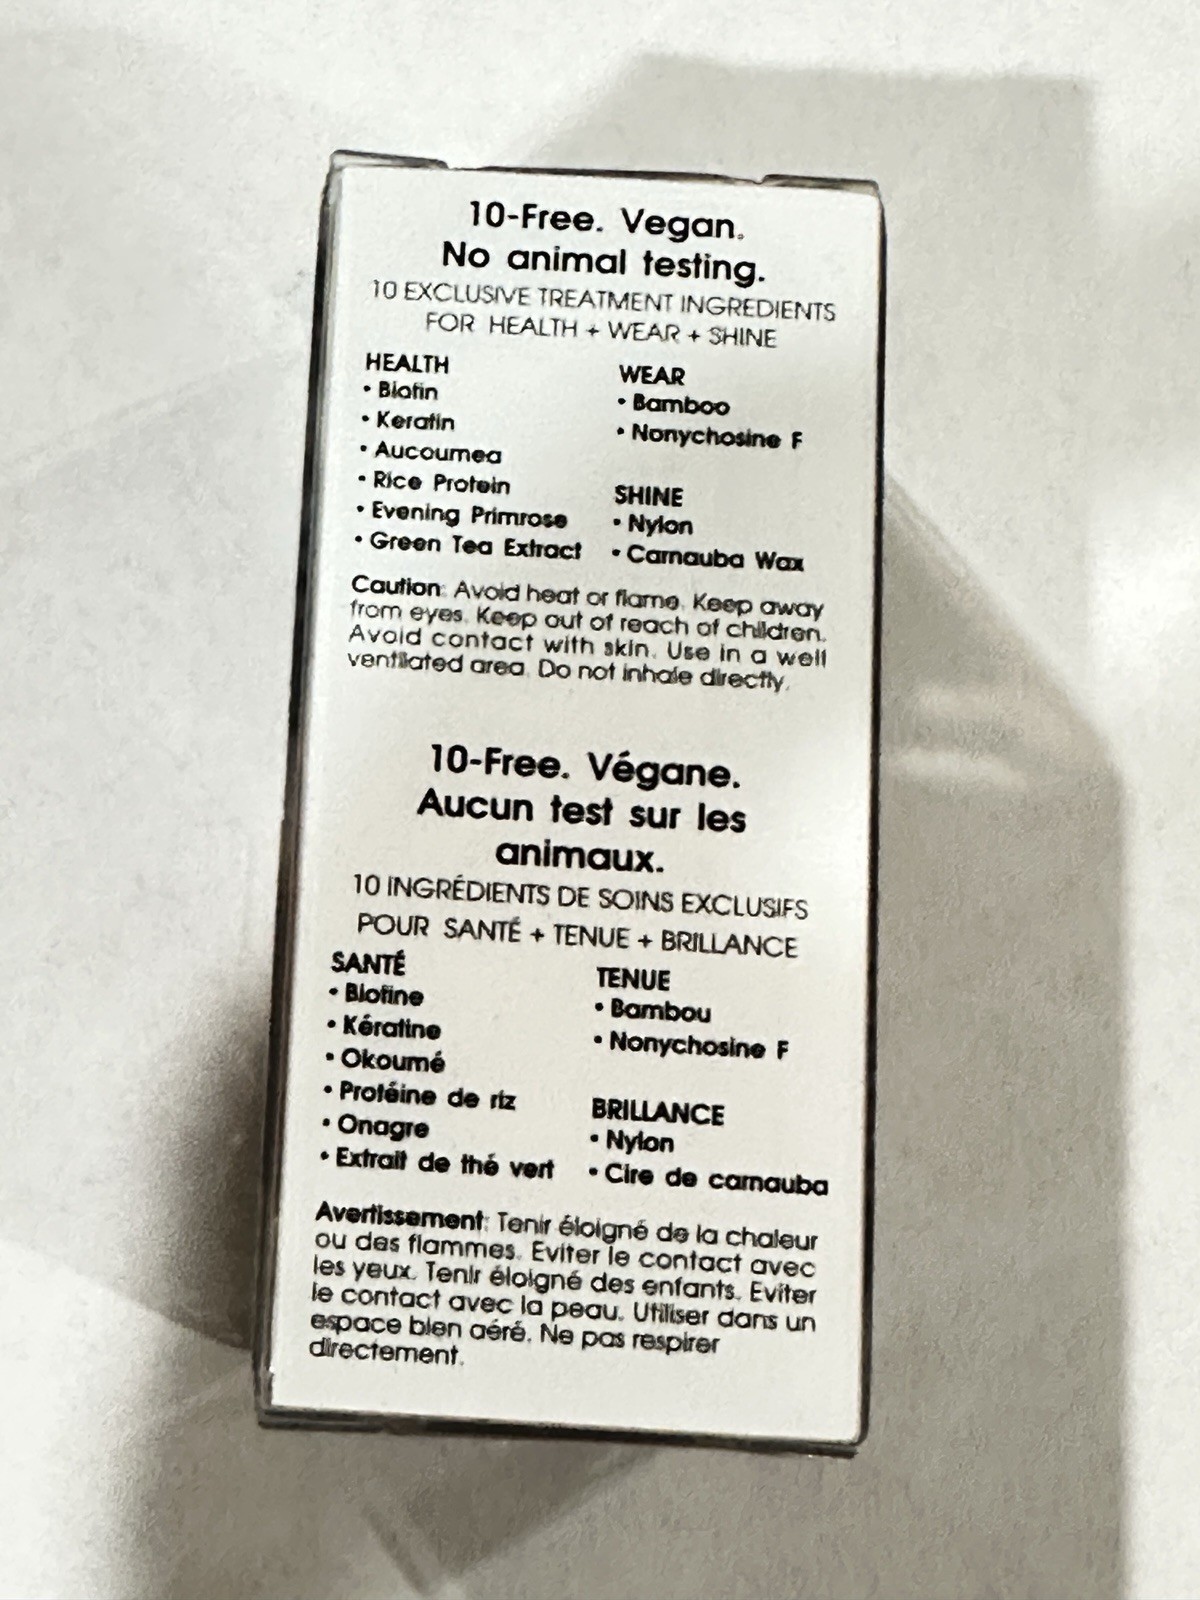 10-Free. Vegan.
No animal testing.
10 EXCLUSIVE TREATMENT INGREDIENTS
FOR HEALTH + WEAR + SHINE
HEALTH
• Biotin
• Keratin
• Aucoumea
• Rice Protein
• Evening Primrose
• Green Tea Extract
WEAR
• Bamboo
• Nonychosine F
SHINE
• Nylon
• Carnauba Wax
Caution: Avoid heat or flame. Keep away
from eyes. Keep out of reach of children.
Avoid contact with skin. Use in a well
ventilated area. Do not inhale directly.
10-Free. Végane.
Aucun test sur les
animaux.
10 INGRÉDIENTS DE SOINS EXCLUSIFS
POUR SANTÉ + TENUE + BRILLANCE
SANTÉ
• Biotine
• Kératine
• Okoumé
• Protéine de riz
• Onagre
• Extrait de thé vert
TENUE
• Bambou
• Nonychosine F
BRILLANCE
• Nylon
• Cire de carnauba
Avertissement: Tenir éloigné de la chaleur
ou des flammes. Eviter le contact avec
les yeux. Tenir éloigné des enfants. Eviter
le contact avec la peau. Utiliser dans un
espace bien aéré. Ne pas respirer
directement.